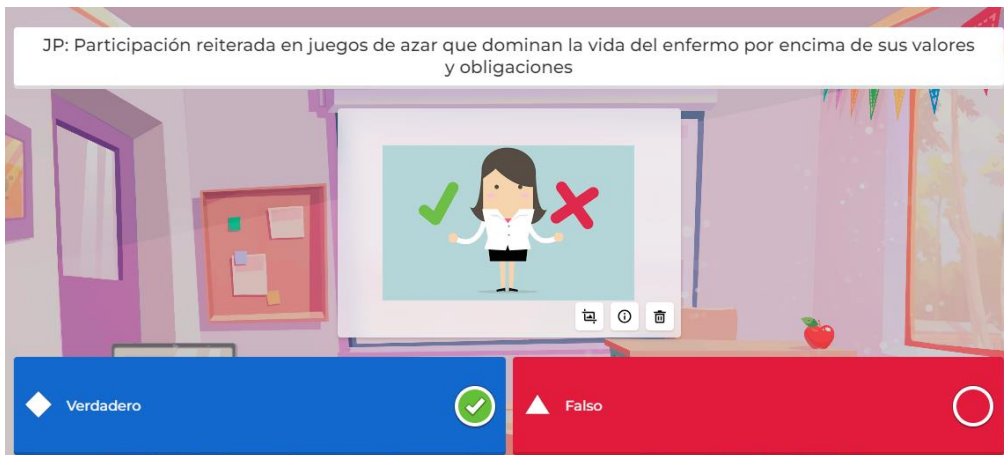 JP: Participación reiterada en juegos de azar que dominan la vida del enfermo por encima de sus valores
y obligaciones
Verdadero
Falso